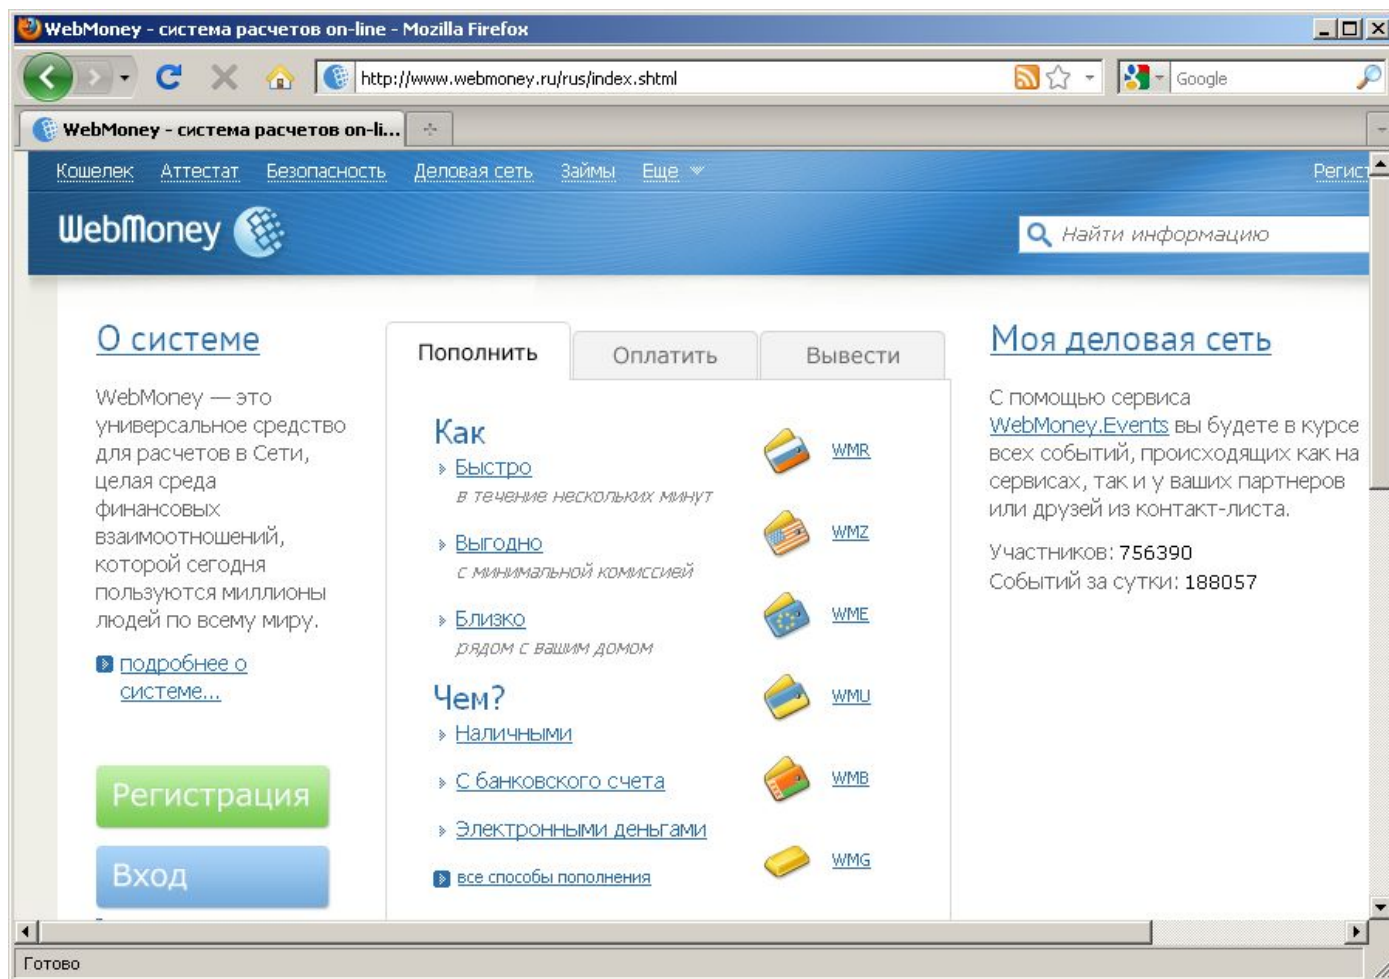 WebMoney - система расчетов on-line - Mozilla Firefox
http://www.webmoney.ru/rus/index.shtml
Google
WebMoney - система расчетов on-li...
Кошелек Аттестат Безопасность Деловая сеть Займы Еще
Регист
WebMoney
Найти информацию
О системе
WebMoney — это
универсальное средство
для расчетов в Сети,
целая среда
финансовых
взаимоотношений,
которой сегодня
пользуются миллионы
людей по всему миру.
подробнее о
системе...
Регистрация
Вход
Пополнить Оплатить Вывести
Как
Быстро
в течение нескольких минут
Выгодно
с минимальной комиссией
Близко
рядом с вашим домом
Чем?
Наличными
С банковского счета
Электронными деньгами
все способы пополнения
WMR
WMZ
WME
WMU
WMB
WMG
Моя деловая сеть
С помощью сервиса
WebMoney.Events вы будете в курсе
всех событий, происходящих как на
сервисах, так и у ваших партнеров
или друзей из контакт-листа.
Участников: 756390
Событий за сутки: 188057
Готово